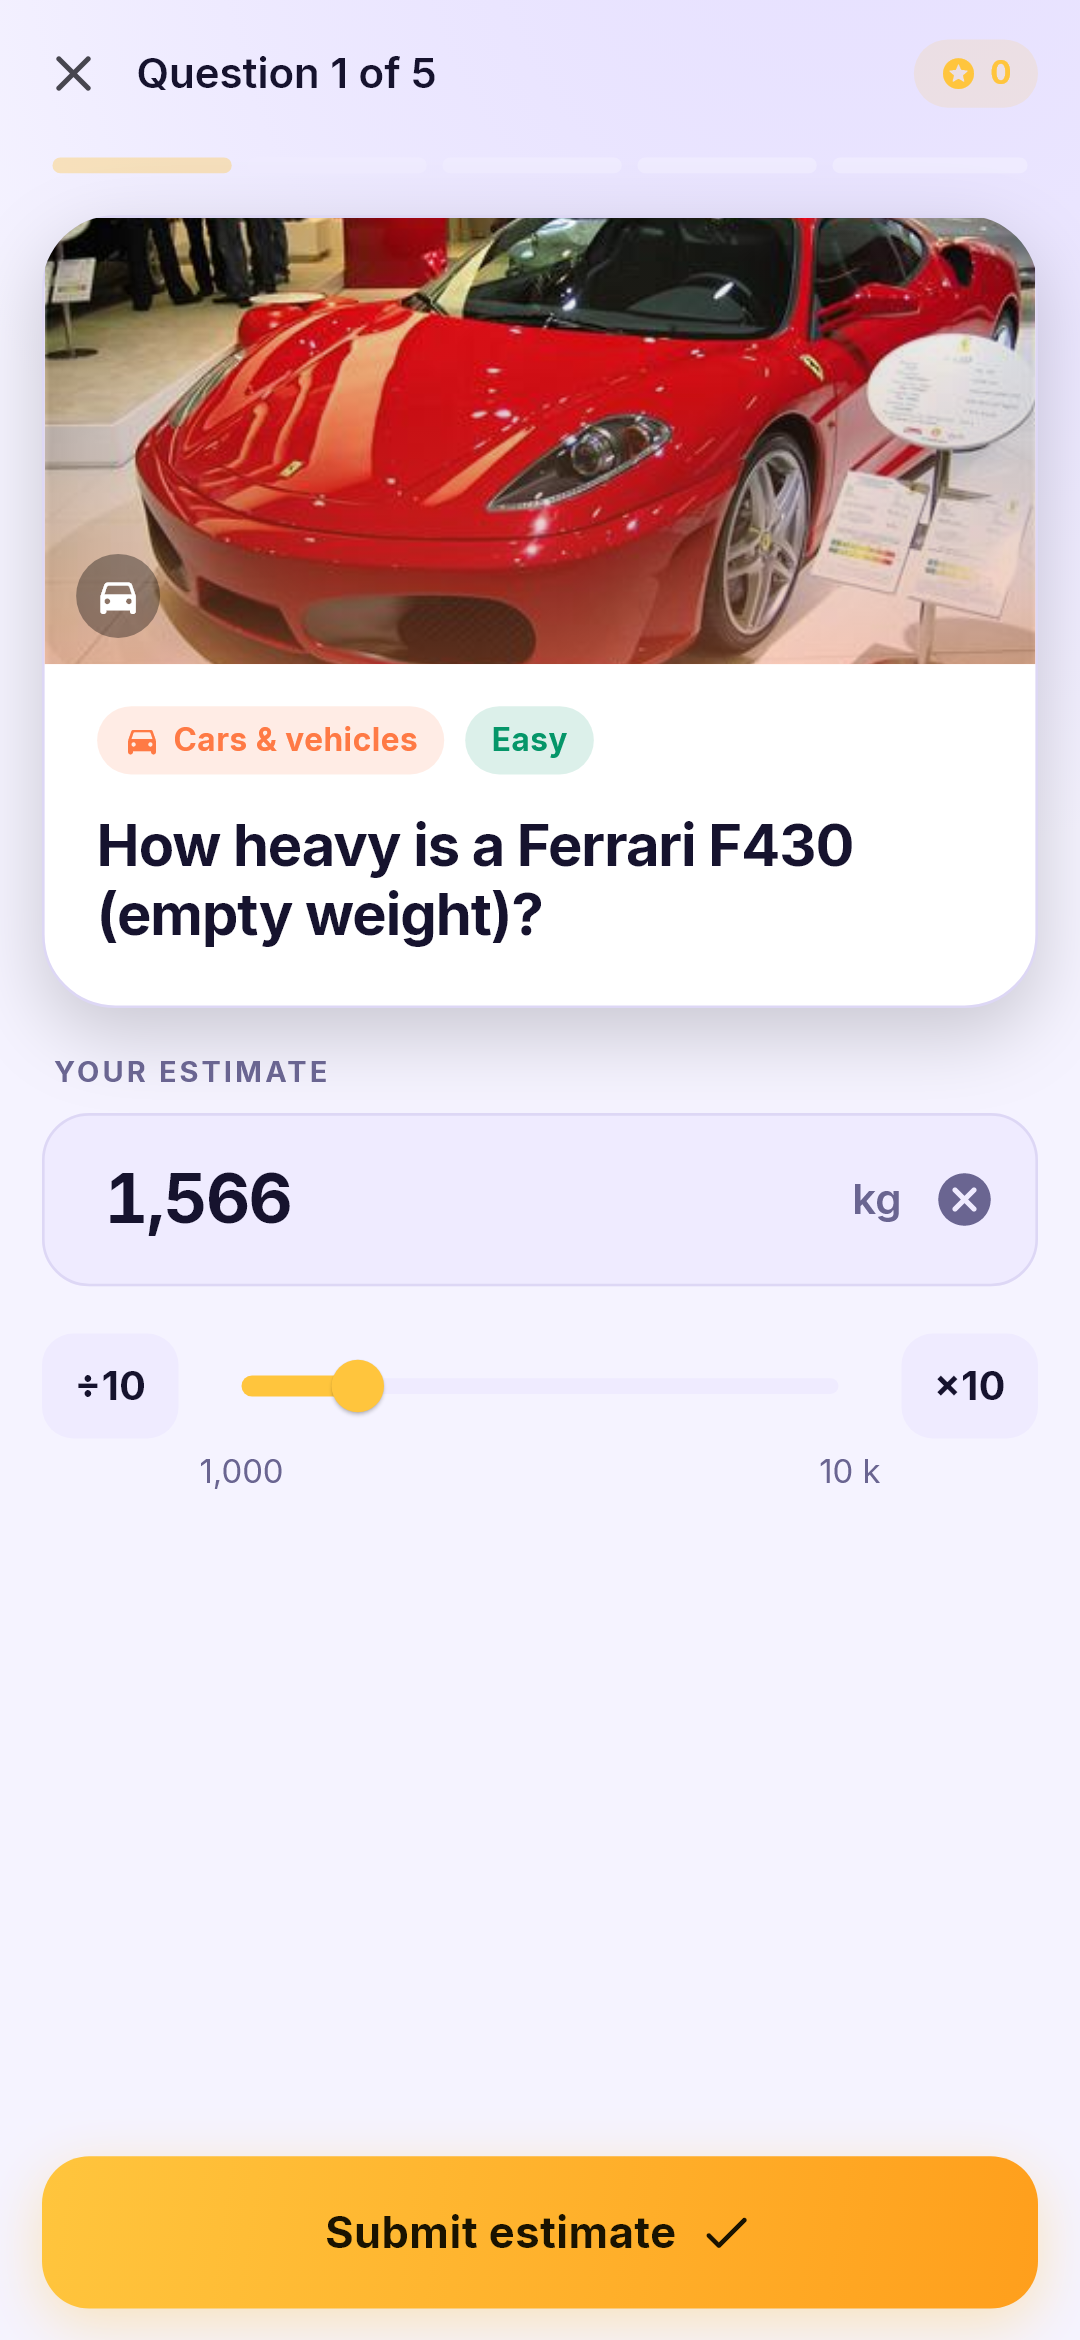 Question 1 of 5
0
Cars & vehicles
Easy
How heavy is a Ferrari F430
(empty weight)?
YOUR ESTIMATE
1,566
kg
÷10
×10
1,000
10 k
Submit estimate